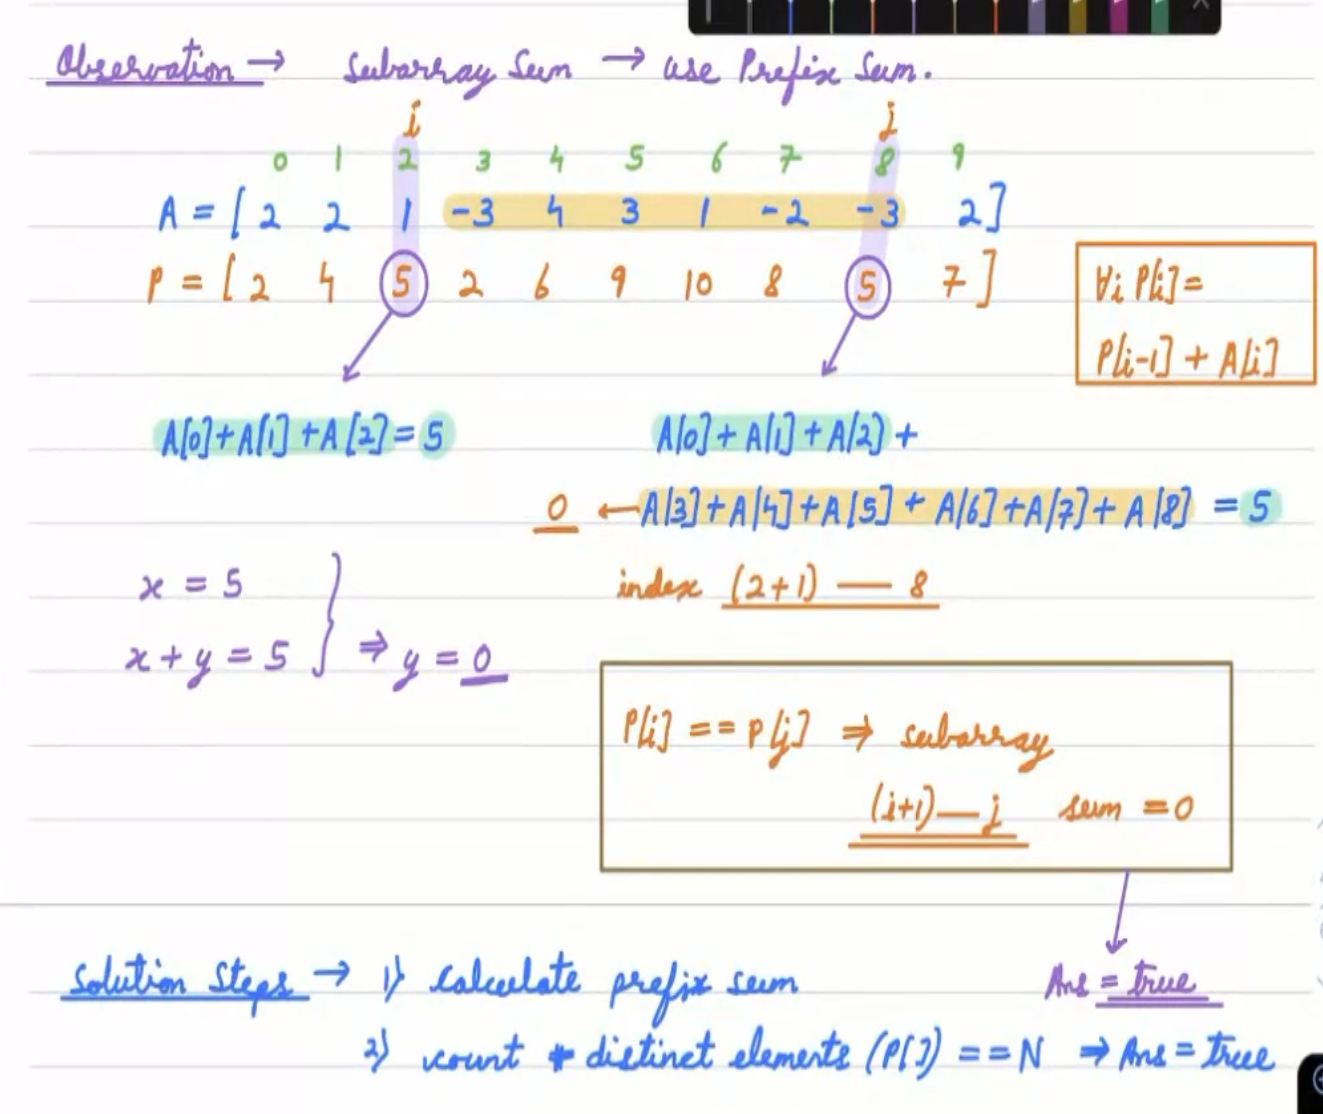 Observation → Subarray Sum → use Prefix Sum.
i j
0 1 2 3 4 5 6 7 8 9
A = [ 2 2 1 -3 4 3 1 -2 -3 2 ]
P = [ 2 4 5 2 6 9 10 8 5 7 ]
∀i P[i] =
P[i-1] + A[i]
A[0]+A[1]+A[2] = 5
A[0]+A[1]+A[2] +
0 ← A[3]+A[4]+A[5]+A[6]+A[7]+A[8] = 5
index (2+1) — 8
x = 5
x + y = 5 } ⇒ y = 0
P[i] == P[j] ⇒ subarray
(i+1) — j sum = 0
Ans = true
Solution Steps → 1) Calculate prefix sum
2) count # distinct elements (P[]) == N ⇒ Ans = true